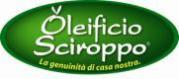 Oleificio
Sciroppo®
La genuinità di casa nostra.